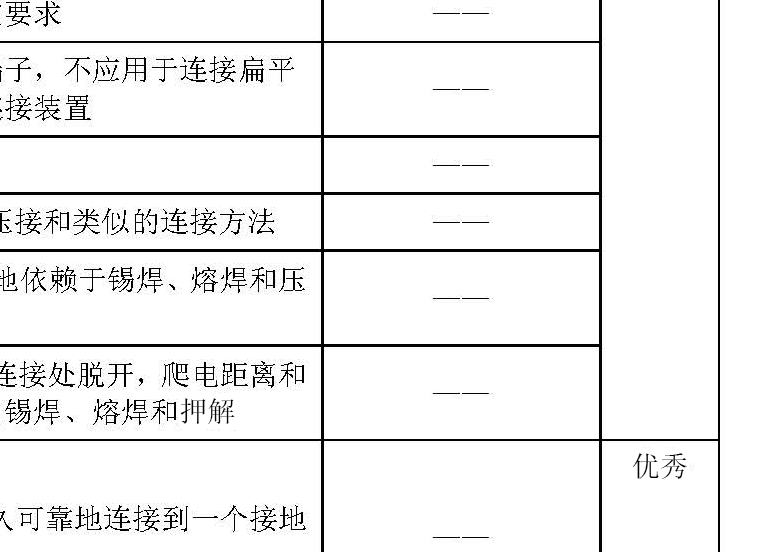 要求
——
子，不应用于连接扁平
接装置
——
——
压接和类似的连接方法
——
地依赖于锡焊、熔焊和压
——
连接处脱开，爬电距离和
锡焊、熔焊和押解
——
优秀
久可靠地连接到一个接地
——